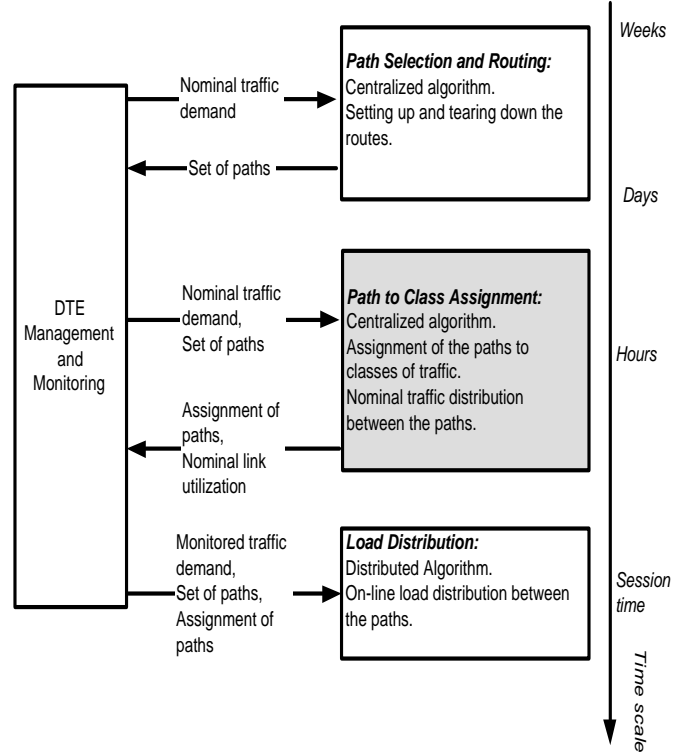 Weeks
Path Selection and Routing:
Centralized algorithm.
Setting up and tearing down the
routes.
Nominal traffic
demand
Set of paths
Days
DTE
Management
and
Monitoring
Nominal traffic
demand,
Set of paths
Path to Class Assignment:
Centralized algorithm.
Assignment of the paths to
classes of traffic.
Nominal traffic distribution
between the paths.
Hours
Assignment of
paths,
Nominal link
utilization
Monitored traffic
demand,
Set of paths,
Assignment of
paths
Load Distribution:
Distributed Algorithm.
On-line load distribution between
the paths.
Session
time
Time scale